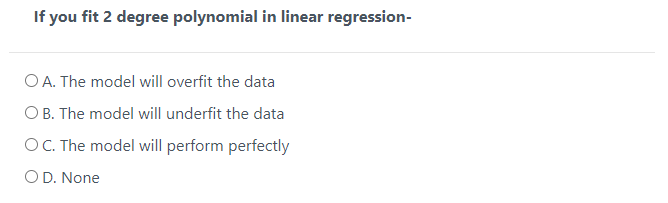 If you fit 2 degree polynomial in linear regression-
A. The model will overfit the data
B. The model will underfit the data
C. The model will perform perfectly
D. None